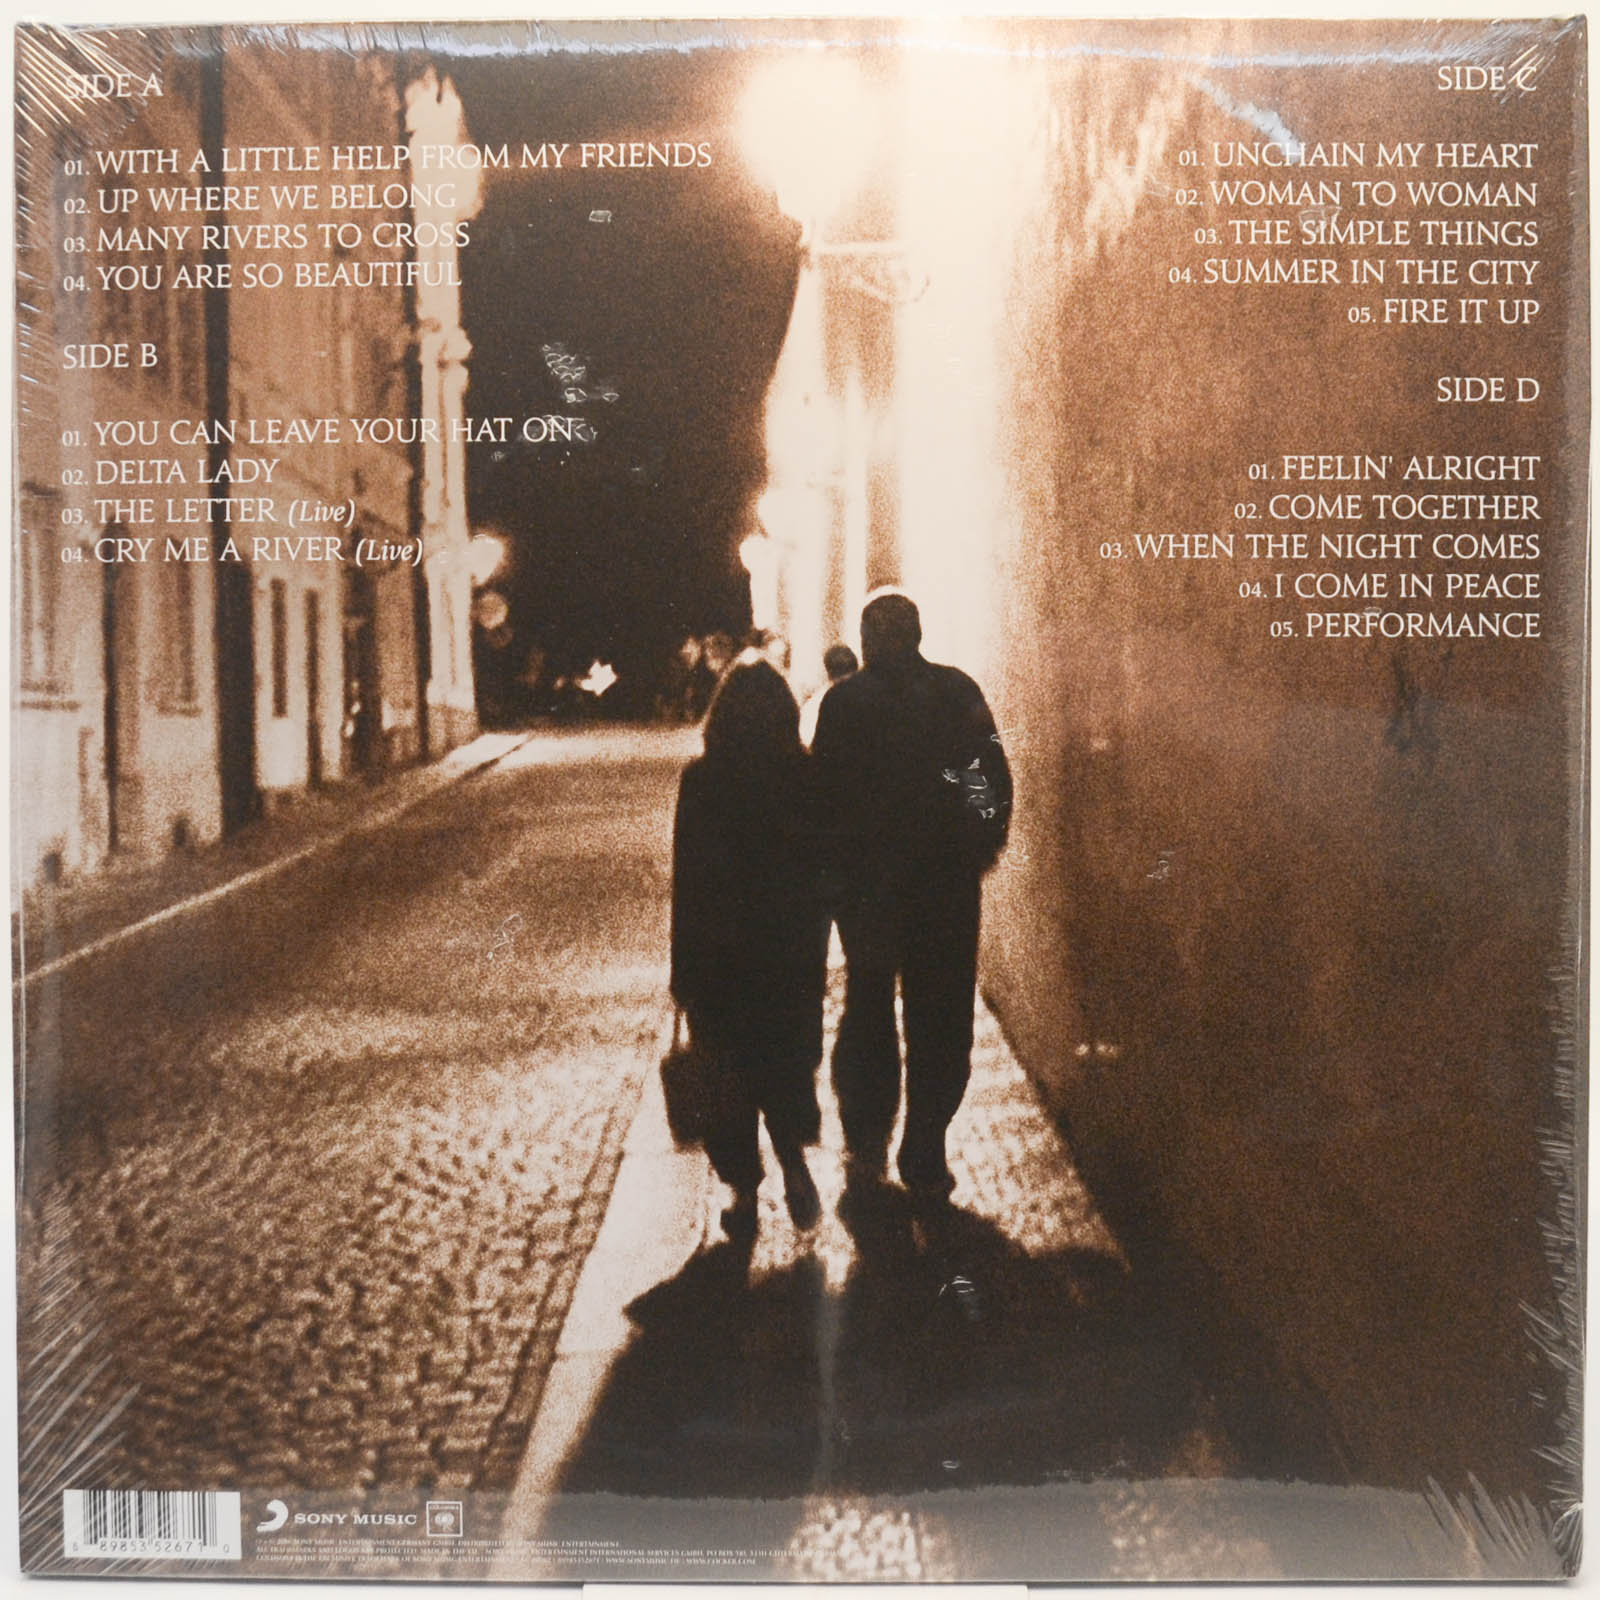 SIDE A
01. WITH A LITTLE HELP FROM MY FRIENDS
02. UP WHERE WE BELONG
03. MANY RIVERS TO CROSS
04. YOU ARE SO BEAUTIFUL
SIDE B
01. YOU CAN LEAVE YOUR HAT ON
02. DELTA LADY
03. THE LETTER (Live)
04. CRY ME A RIVER (Live)
SIDE C
01. UNCHAIN MY HEART
02. WOMAN TO WOMAN
03. THE SIMPLE THINGS
04. SUMMER IN THE CITY
05. FIRE IT UP
SIDE D
01. FEELIN' ALRIGHT
02. COME TOGETHER
03. WHEN THE NIGHT COMES
04. I COME IN PEACE
05. PERFORMANCE
89853 52671 0
SONY MUSIC
COLUMBIA